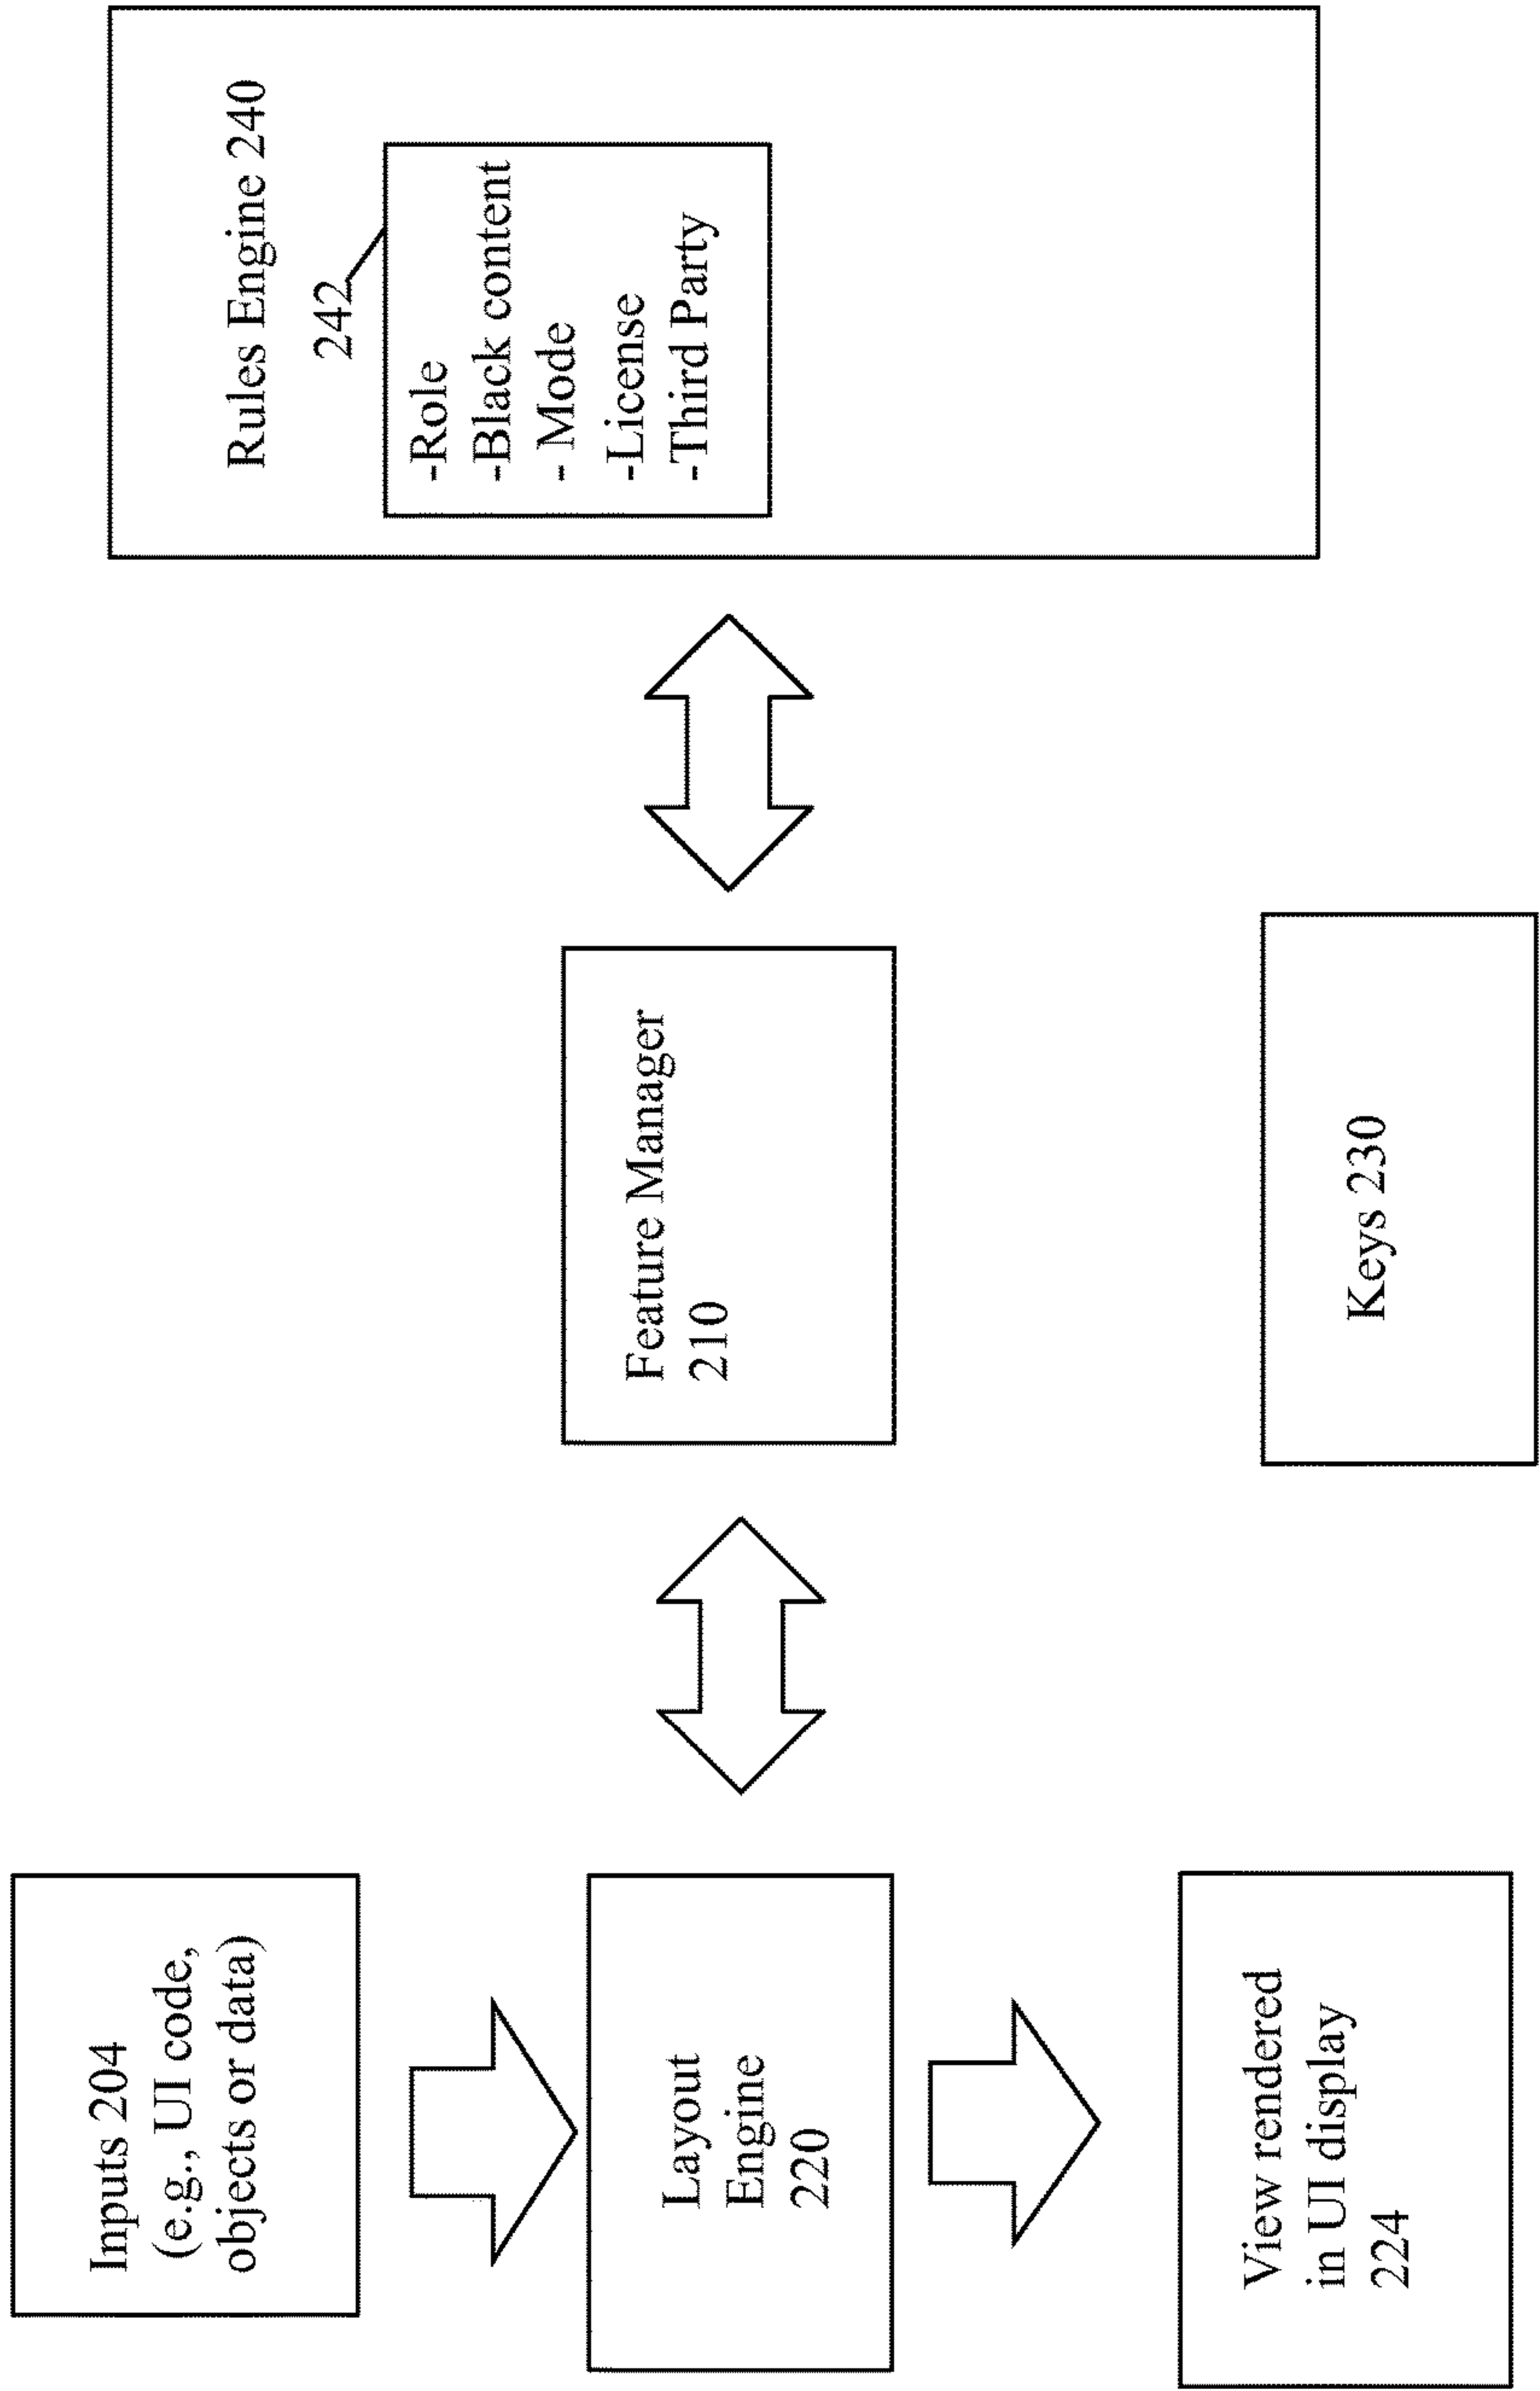 Inputs 204
(e.g., UI code,
objects or data)
Layout
Engine
220
View rendered
in UI display
224
Feature Manager
210
Keys 230
Rules Engine 240
242
-Role
-Black content
- Mode
-License
-Third Party